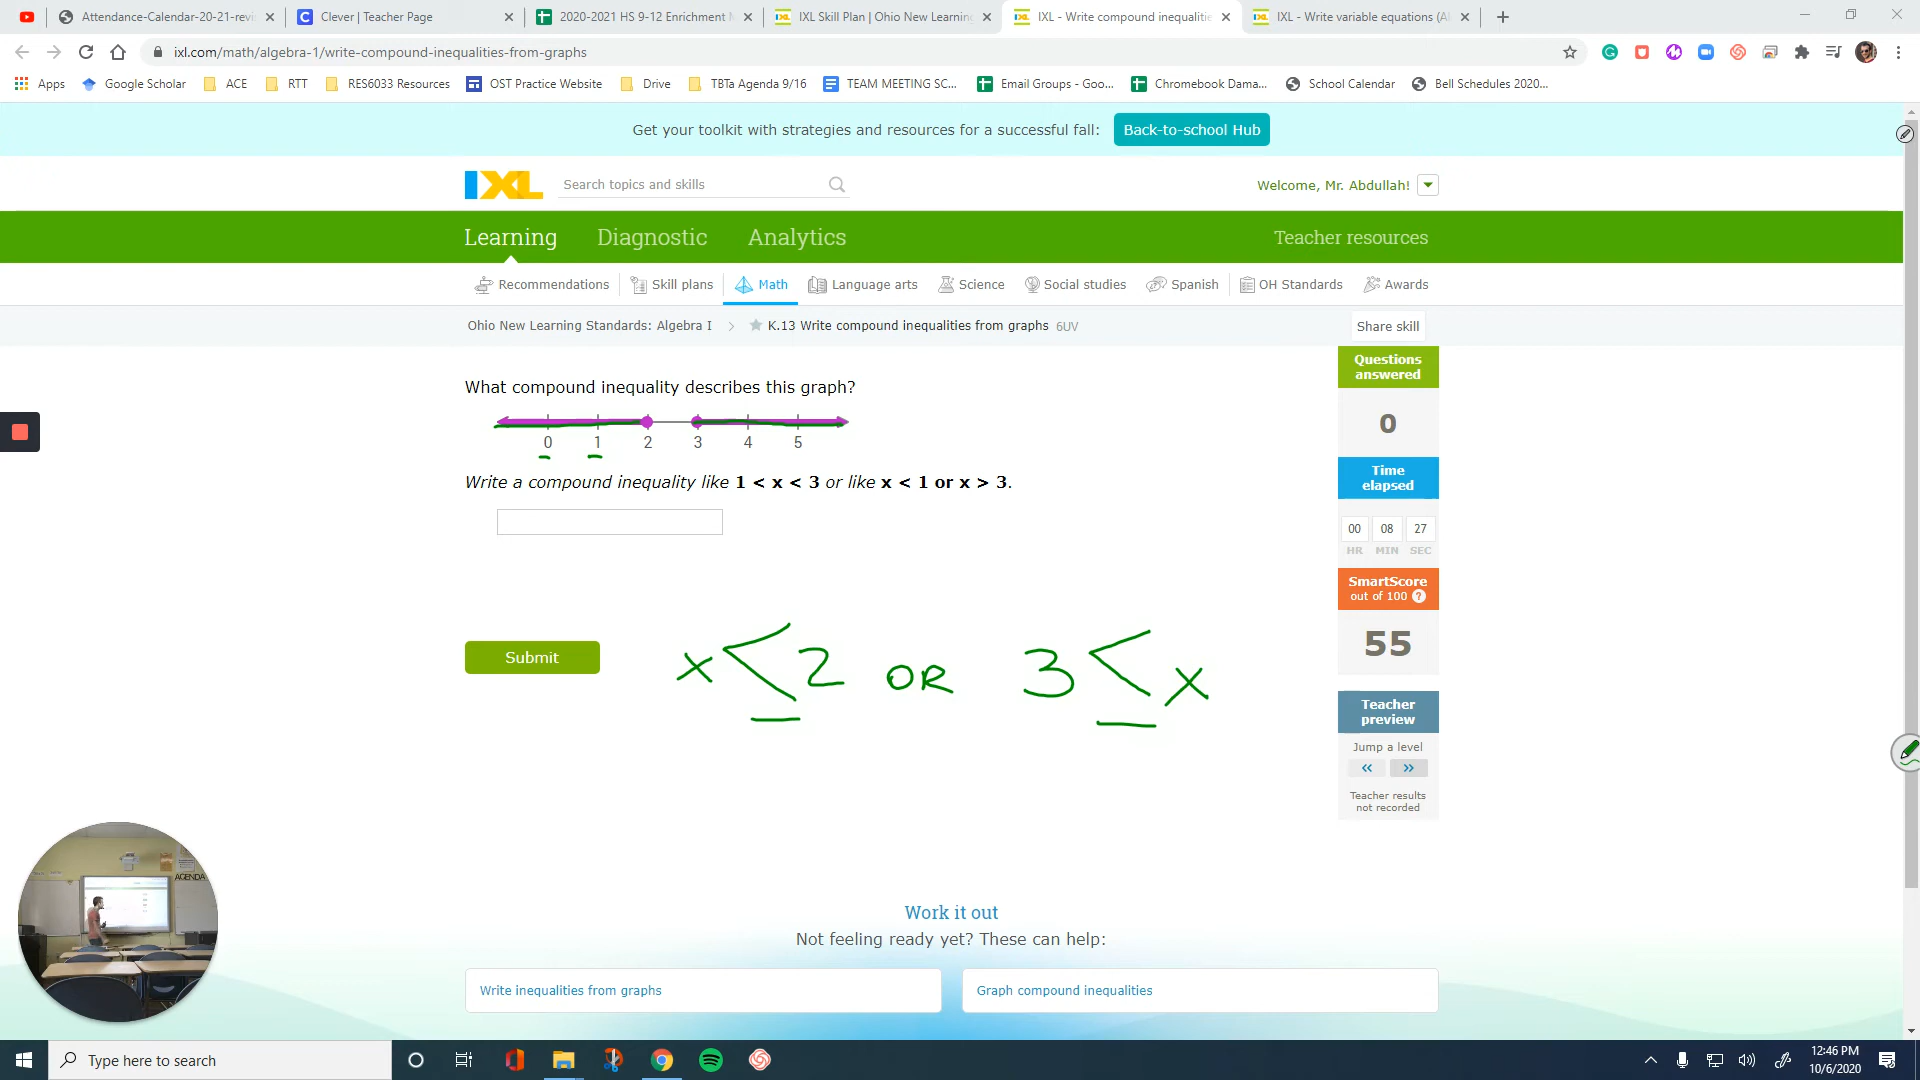 Attendance-Calendar-20-21-revi
Clever | Teacher Page
2020-2021 HS 9-12 Enrichment M
IXL Skill Plan | Ohio New Learning
IXL - Write compound inequalitie
IXL - Write variable equations (Al
ixl.com/math/algebra-1/write-compound-inequalities-from-graphs
Apps
Google Scholar
ACE
RTT
RES6033 Resources
OST Practice Website
Drive
TBTa Agenda 9/16
TEAM MEETING SC...
Email Groups - Goo...
Chromebook Dama...
School Calendar
Bell Schedules 2020...
Get your toolkit with strategies and resources for a successful fall:
Back-to-school Hub
IXL
Search topics and skills
Welcome, Mr. Abdullah!
Learning
Diagnostic
Analytics
Teacher resources
Recommendations
Skill plans
Math
Language arts
Science
Social studies
Spanish
OH Standards
Awards
Ohio New Learning Standards: Algebra I
K.13 Write compound inequalities from graphs 6UV
Share skill
What compound inequality describes this graph?
0 1 2 3 4 5
Write a compound inequality like 1 < x < 3 or like x < 1 or x > 3.
Submit
x ≤ 2 OR 3 ≤ x
Questions
answered
0
Time
elapsed
00 08 27
HR MIN SEC
SmartScore
out of 100 ?
55
Teacher
preview
Jump a level
Teacher results
not recorded
AGENDA
Work it out
Not feeling ready yet? These can help:
Write inequalities from graphs
Graph compound inequalities
Type here to search
12:46 PM
10/6/2020